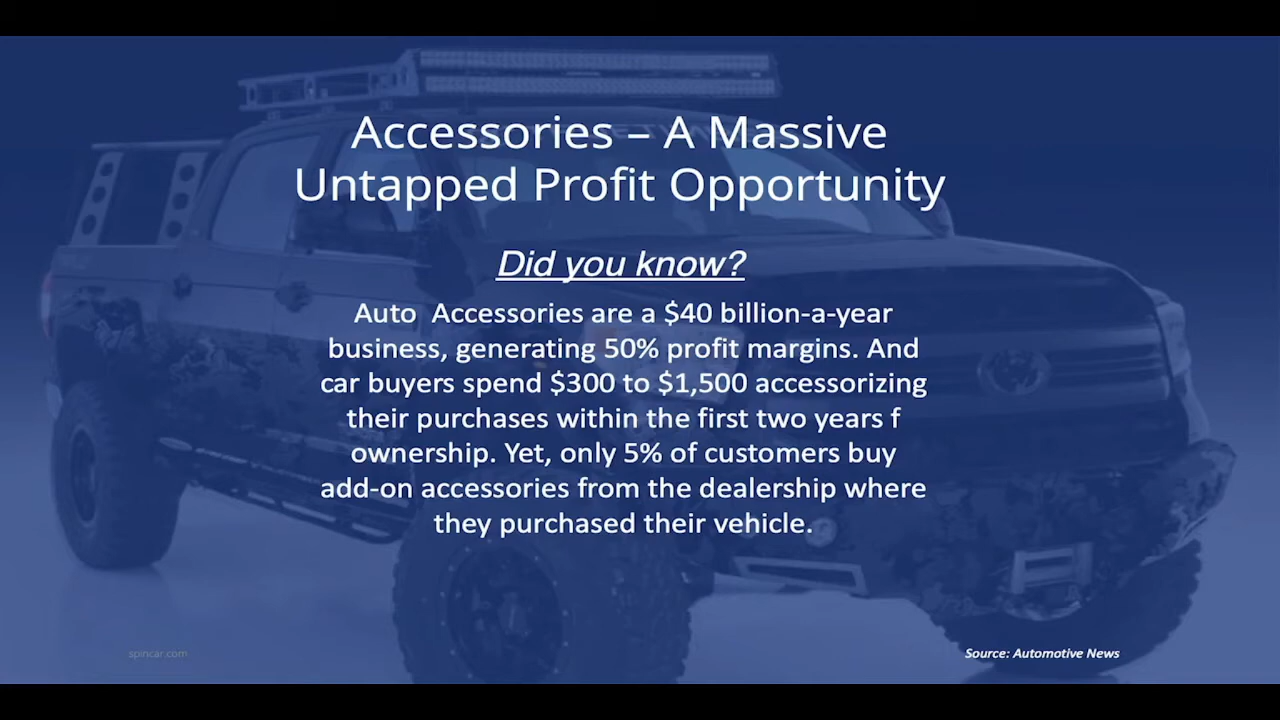 Accessories – A Massive
Untapped Profit Opportunity
Did you know?
Auto  Accessories are a $40 billion-a-year
business, generating 50% profit margins. And
car buyers spend $300 to $1,500 accessorizing
their purchases within the first two years f
ownership. Yet, only 5% of customers buy
add-on accessories from the dealership where
they purchased their vehicle.
spincar.com
Source: Automotive News